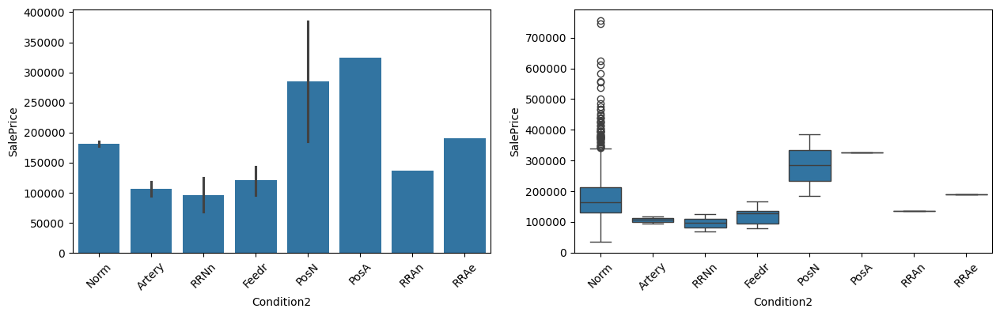 400000
350000
300000
250000
200000
150000
100000
50000
0
SalePrice
Norm
Artery
RRNn
Feedr
PosN
PosA
RRAn
RRAe
Condition2
700000
600000
500000
400000
300000
200000
100000
0
SalePrice
Norm
Artery
RRNn
Feedr
PosN
PosA
RRAn
RRAe
Condition2